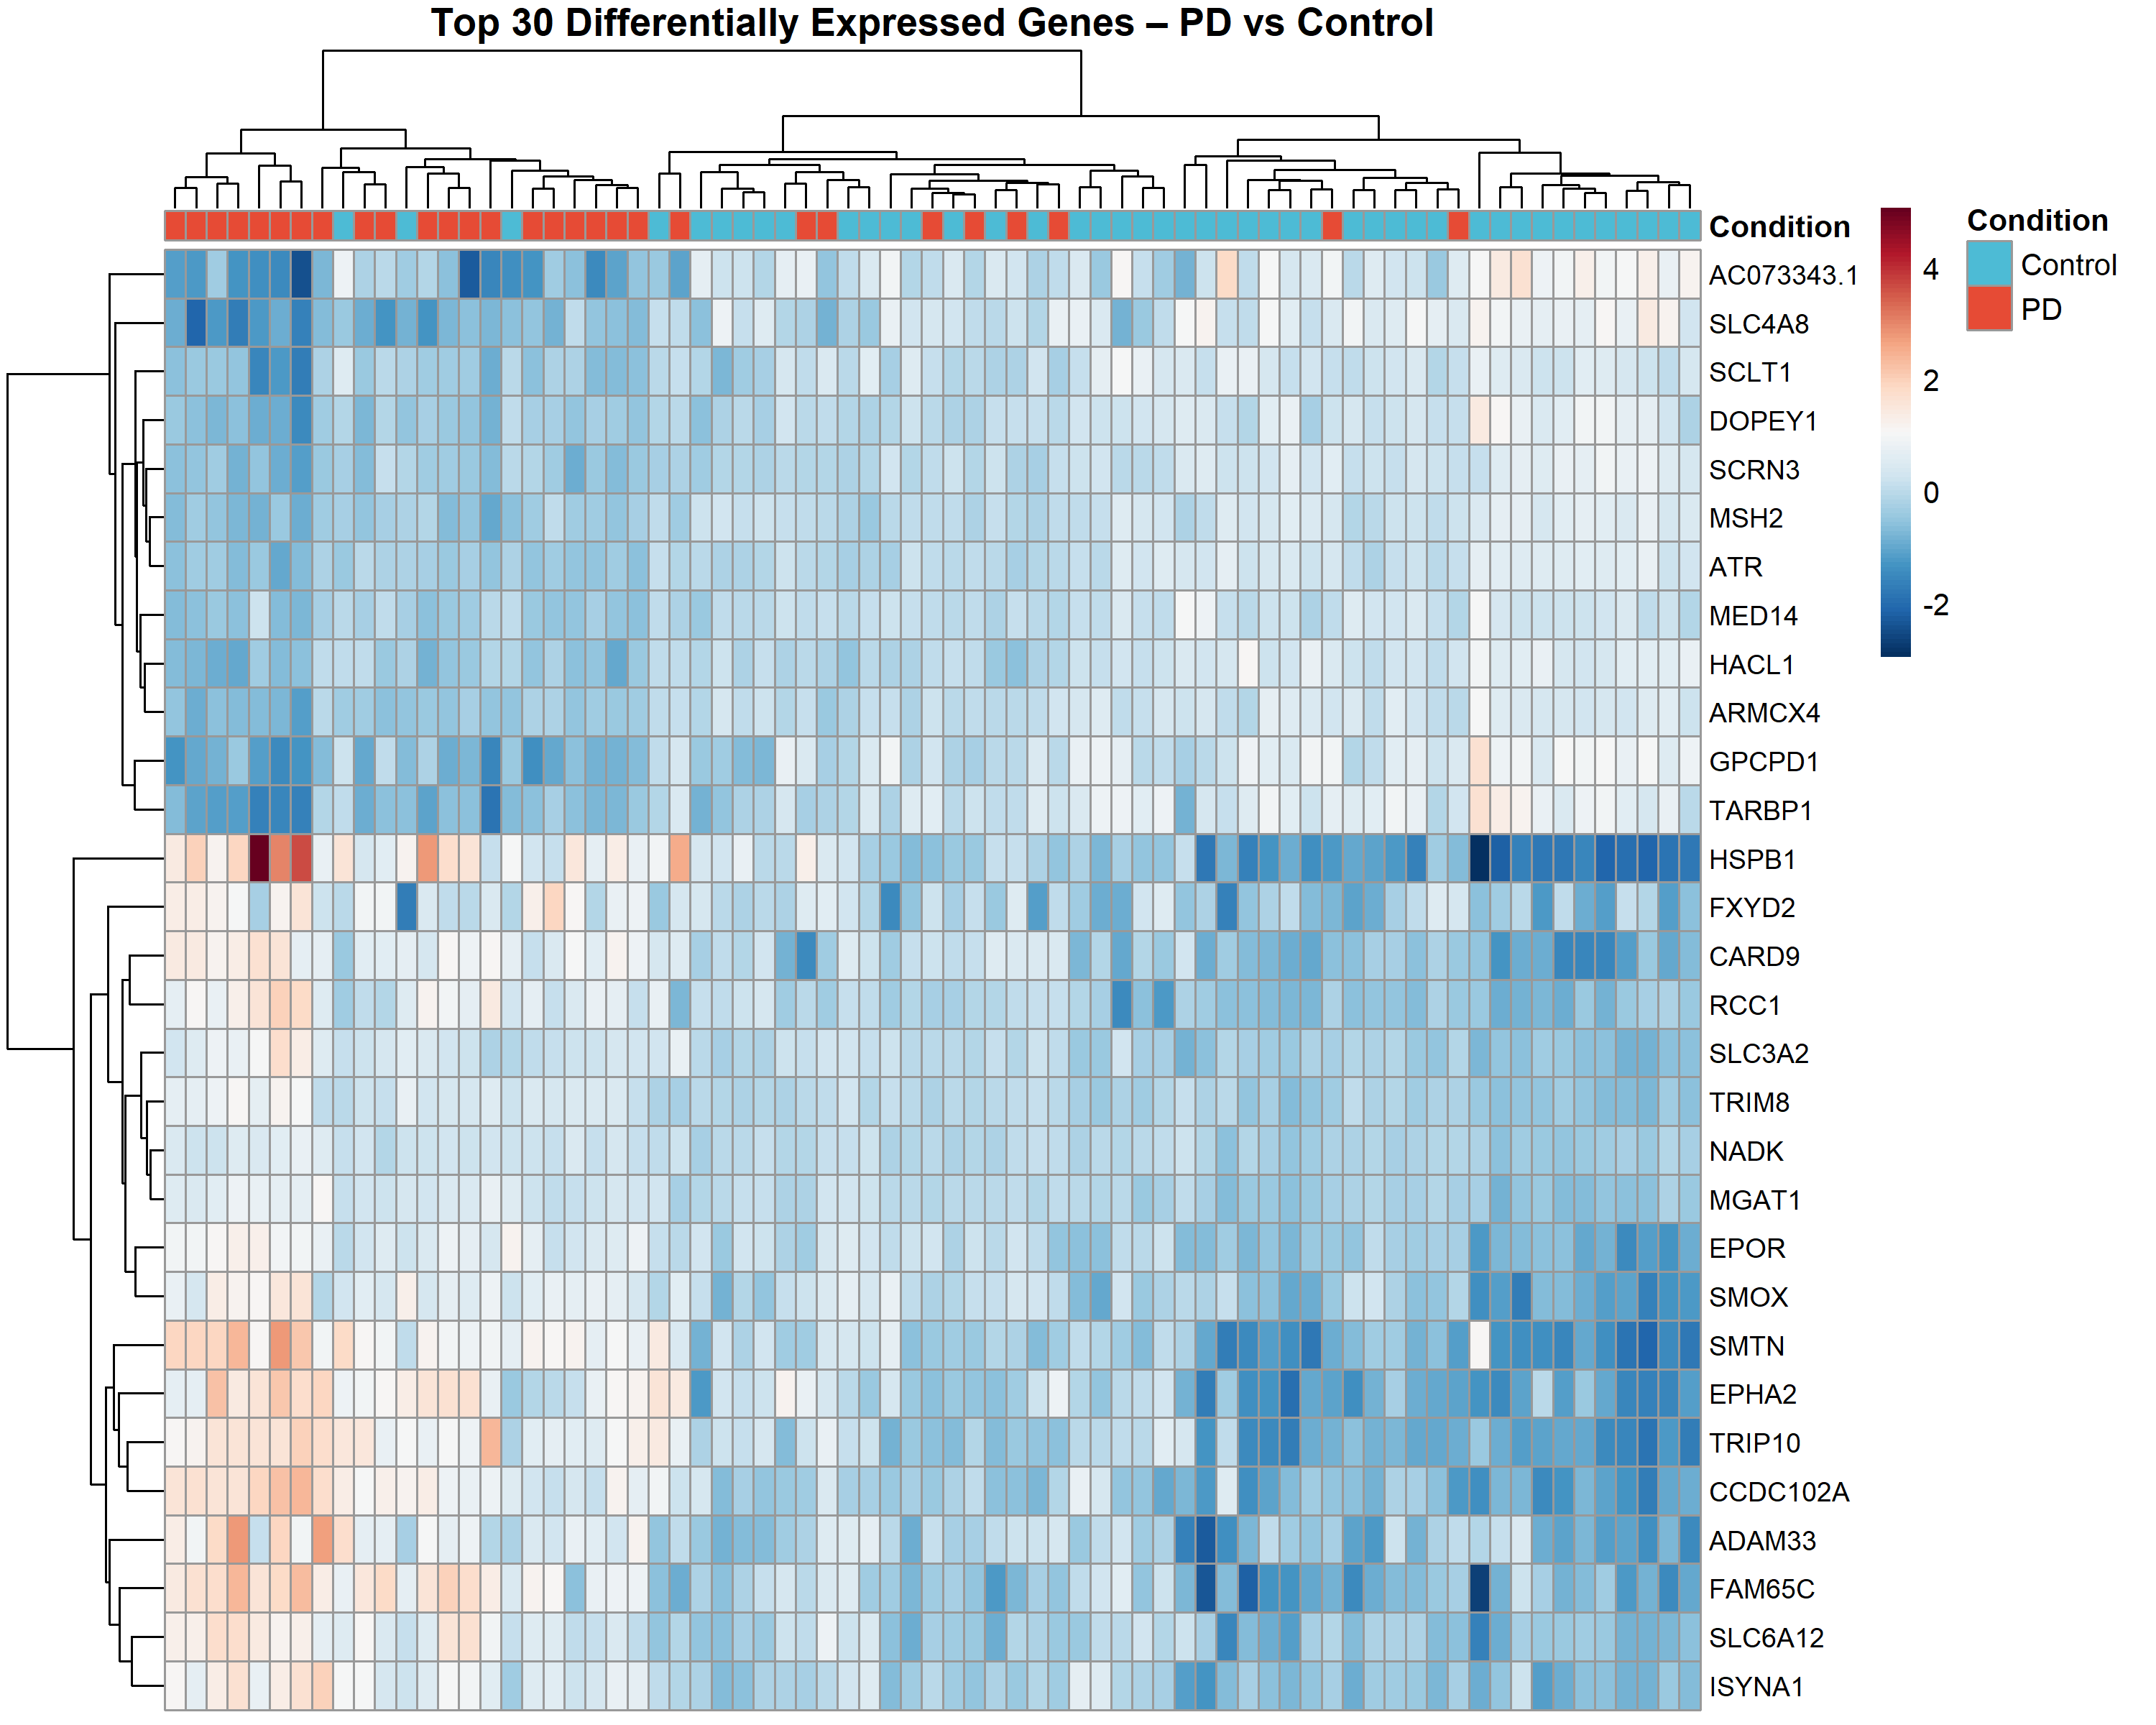 Top 30 Differentially Expressed Genes – PD vs Control
Condition
AC073343.1
SLC4A8
SCLT1
DOPEY1
SCRN3
MSH2
ATR
MED14
HACL1
ARMCX4
GPCPD1
TARBP1
HSPB1
FXYD2
CARD9
RCC1
SLC3A2
TRIM8
NADK
MGAT1
EPOR
SMOX
SMTN
EPHA2
TRIP10
CCDC102A
ADAM33
FAM65C
SLC6A12
ISYNA1
4
2
0
-2
Condition
Control
PD